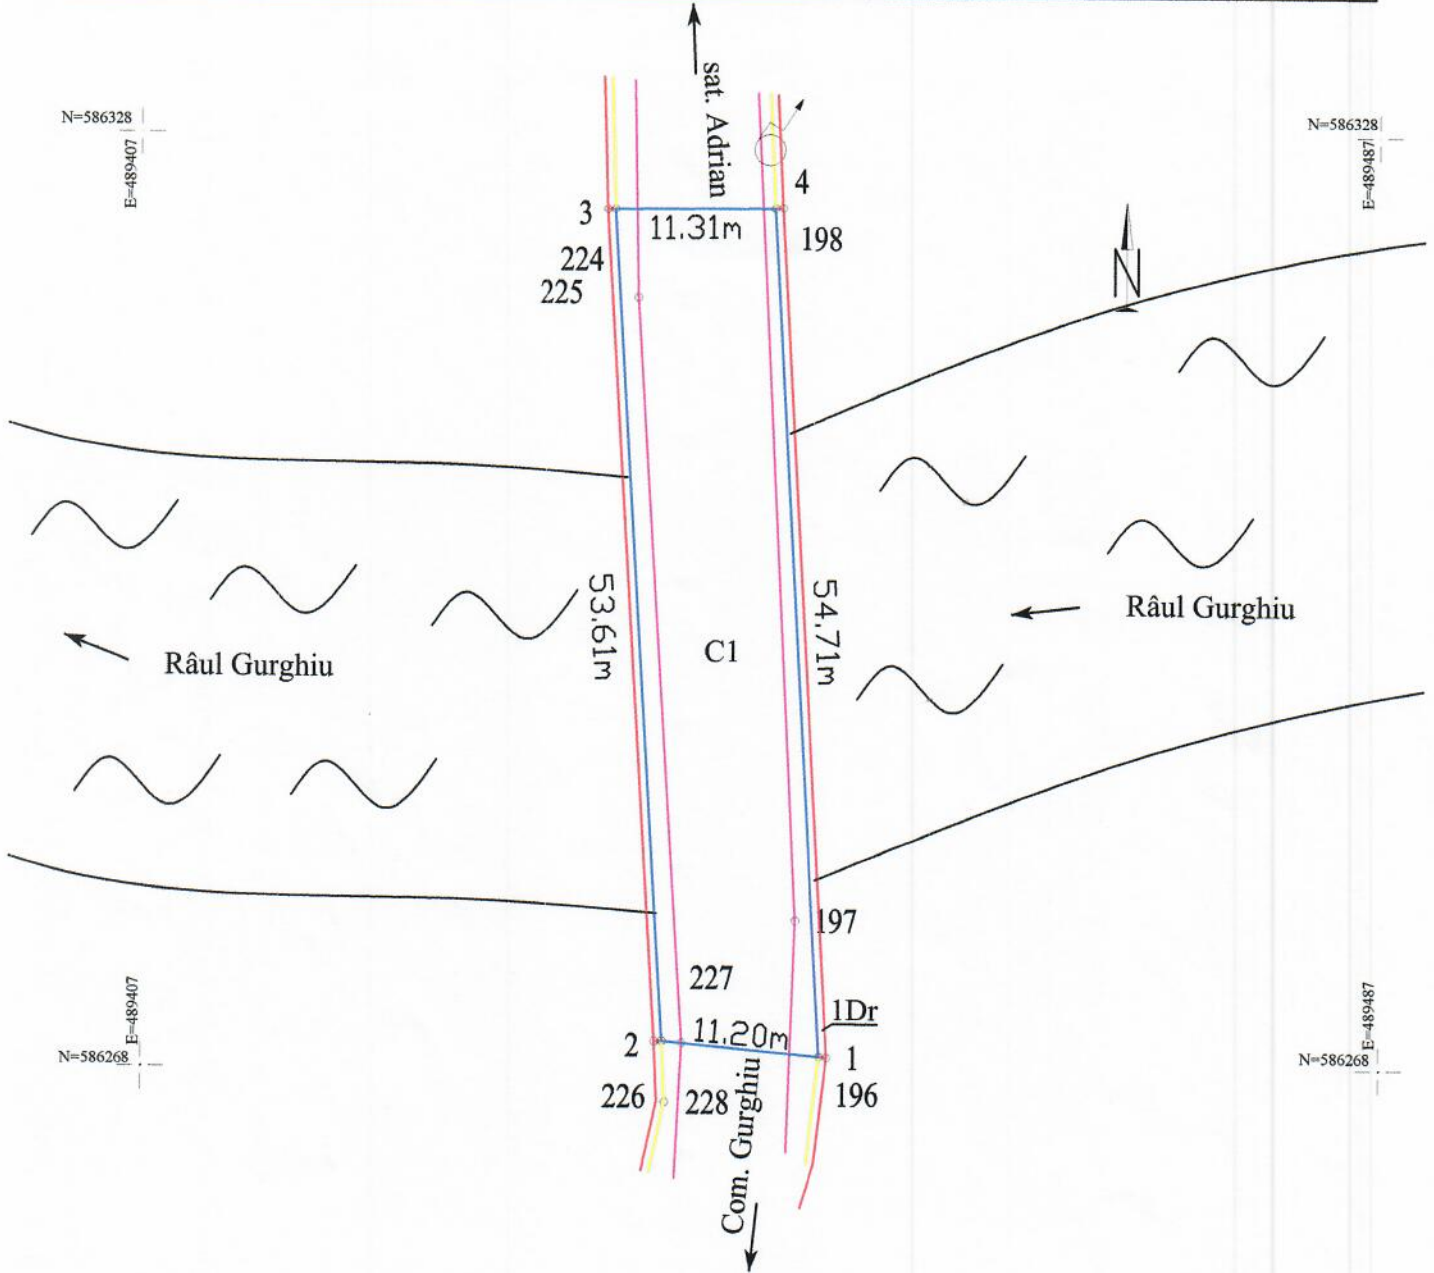 sat. Adrian
N=586328
E=489407
N=586328
E=489487
4
3
11.31m
198
224
225
N
53.61m
54.71m
Râul Gurghiu
C1
Râul Gurghiu
197
227
1Dr
E=489407
E=489487
11.20m
2
1
N=586268
N=586268
226
228
196
Com. Gurghiu